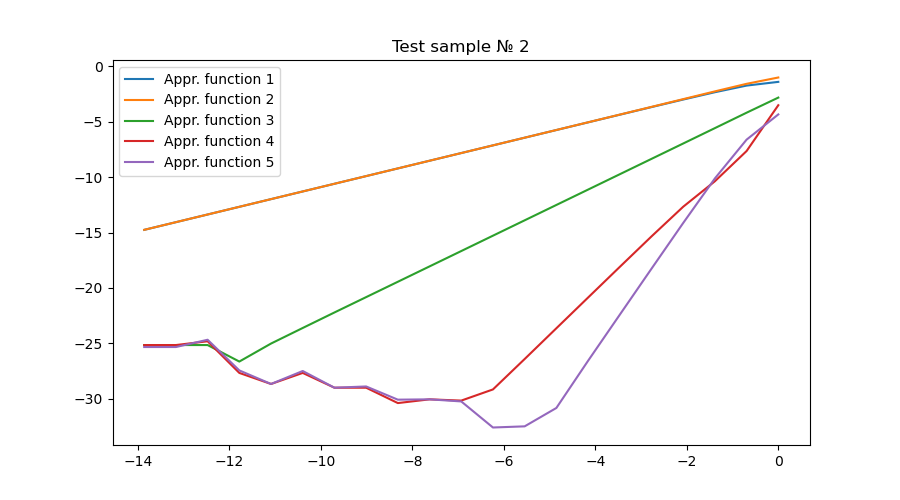 Test sample № 2
Appr. function 1
Appr. function 2
Appr. function 3
Appr. function 4
Appr. function 5
0
−5
−10
−15
−20
−25
−30
−14 −12 −10 −8 −6 −4 −2 0